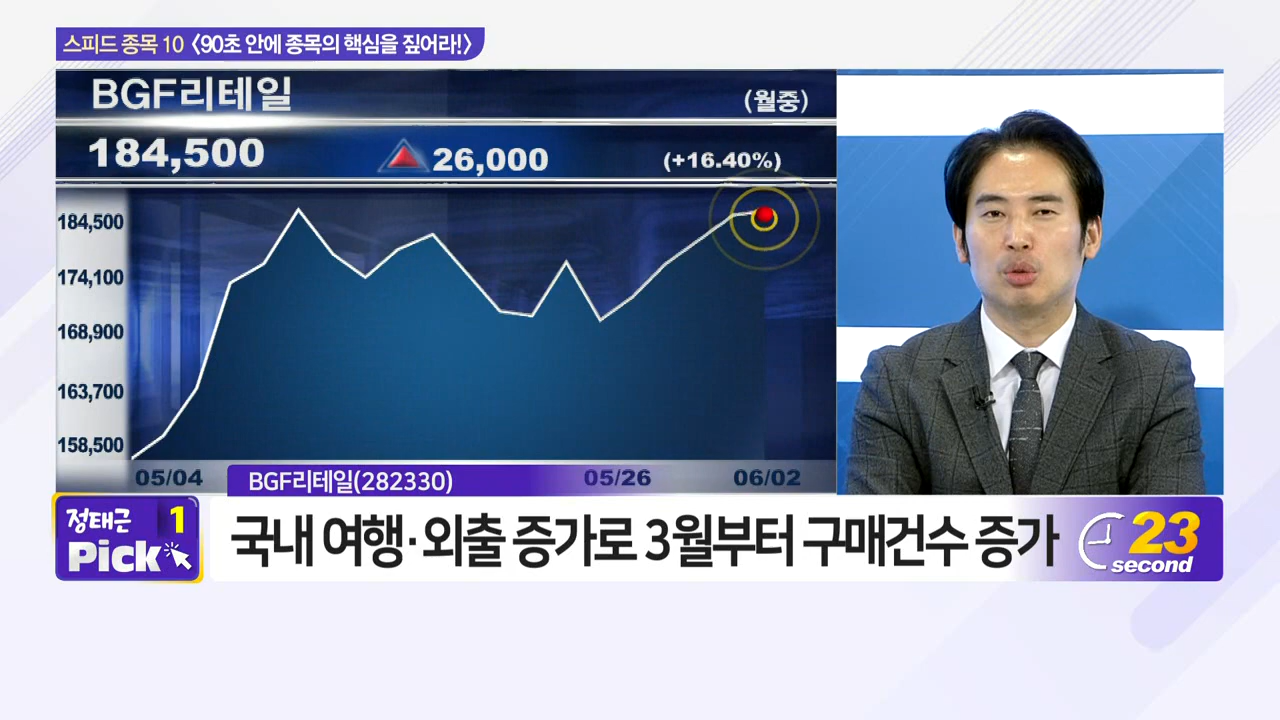 스피드 종목 10 〈90초 안에 종목의 핵심을 짚어라!〉
BGF리테일
(월중)
184,500
26,000
(+16.40%)
184,500
174,100
168,900
163,700
158,500
05/04
05/26
06/02
BGF리테일(282330)
정태근 1
Pick
국내 여행·외출 증가로 3월부터 구매건수 증가
23
second